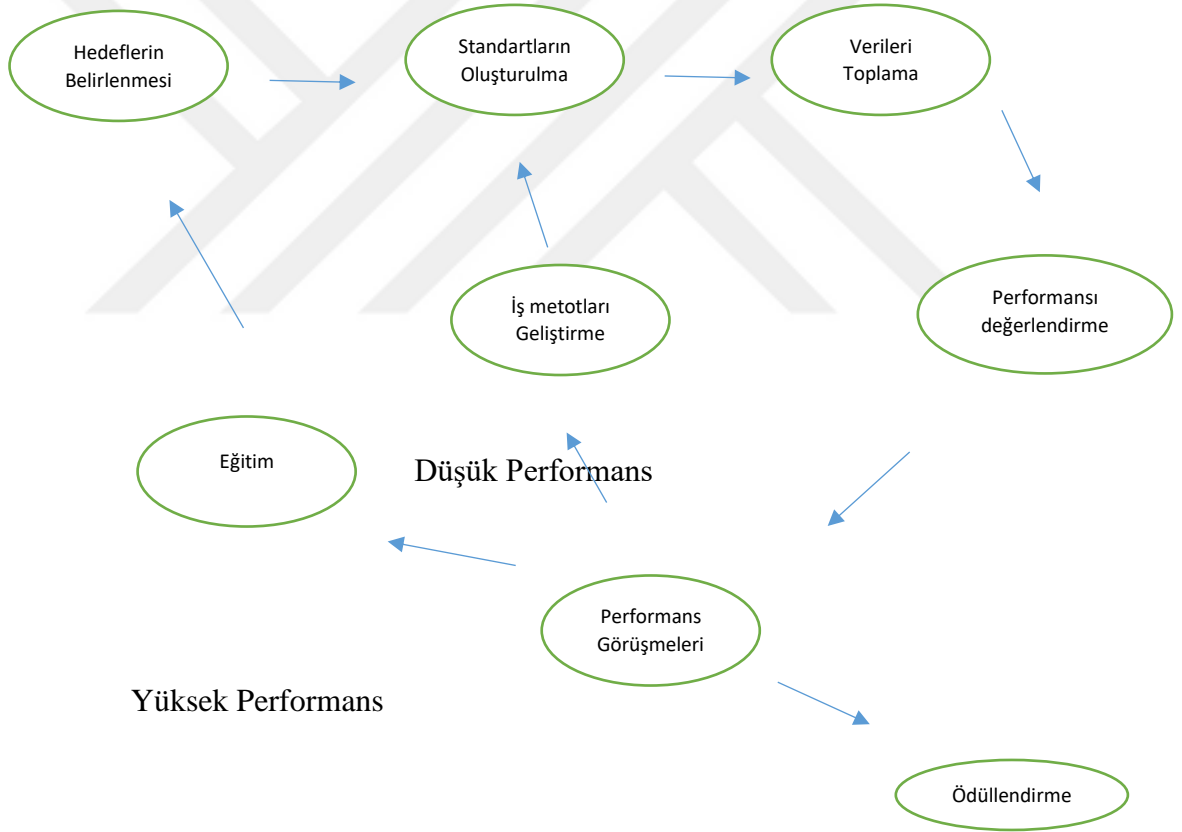 Hedeflerin
Belirlenmesi
Standartların
Oluşturulma
Verileri
Toplama
İş metotları
Geliştirme
Performansı
değerlendirme
Eğitim
Düşük Performans
Performans
Görüşmeleri
Yüksek Performans
Ödüllendirme